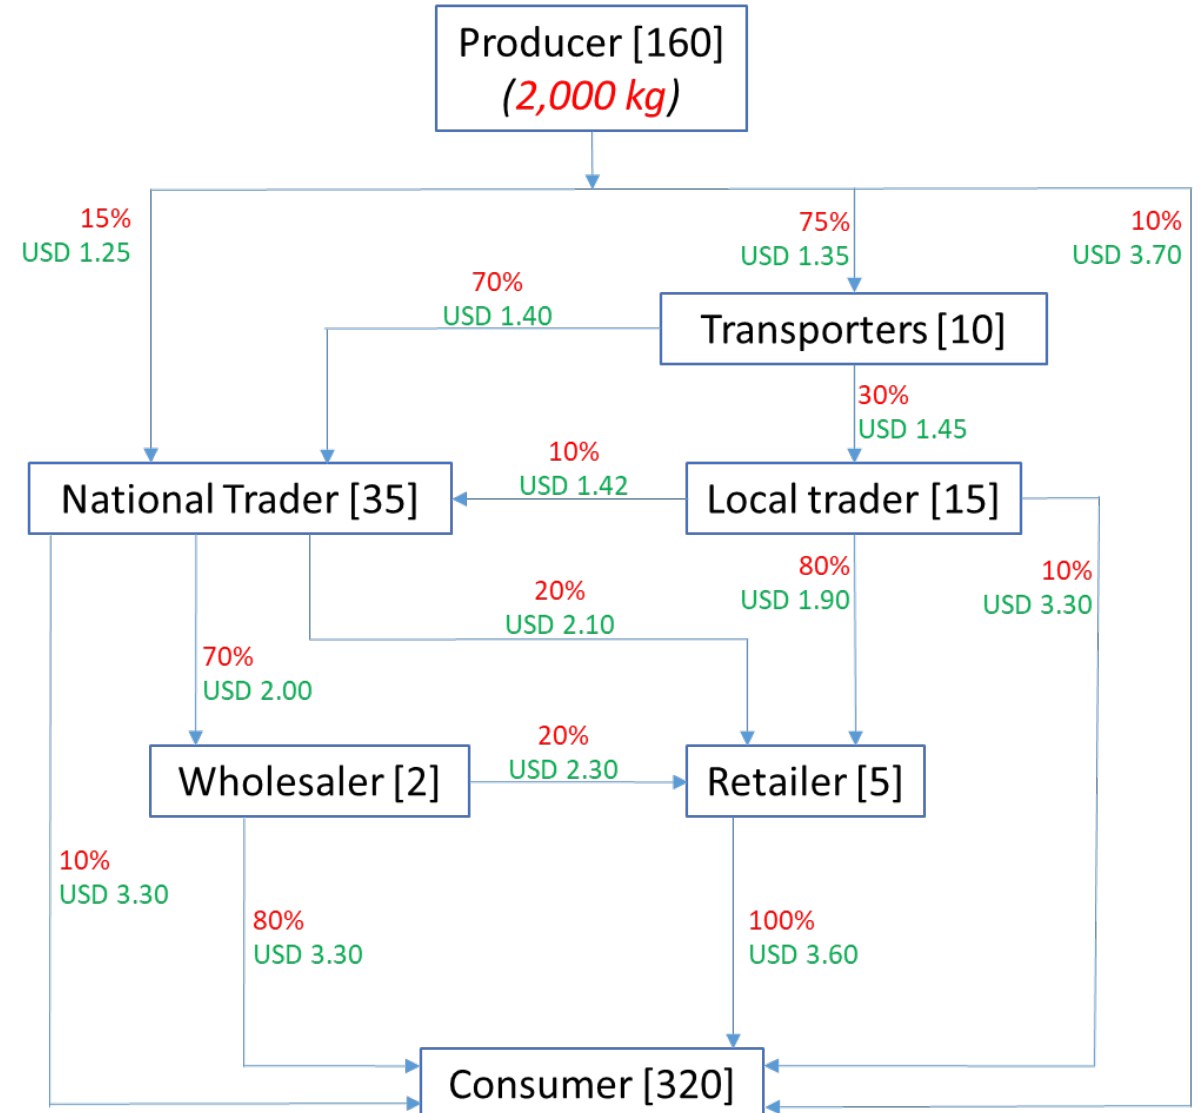 Producer [160]
(2,000 kg)
15%
USD 1.25
75%
USD 1.35
10%
USD 3.70
70%
USD 1.40
Transporters [10]
30%
USD 1.45
National Trader [35]
10%
USD 1.42
Local trader [15]
20%
USD 2.10
80%
USD 1.90
10%
USD 3.30
70%
USD 2.00
Wholesaler [2]
20%
USD 2.30
Retailer [5]
10%
USD 3.30
80%
USD 3.30
100%
USD 3.60
Consumer [320]